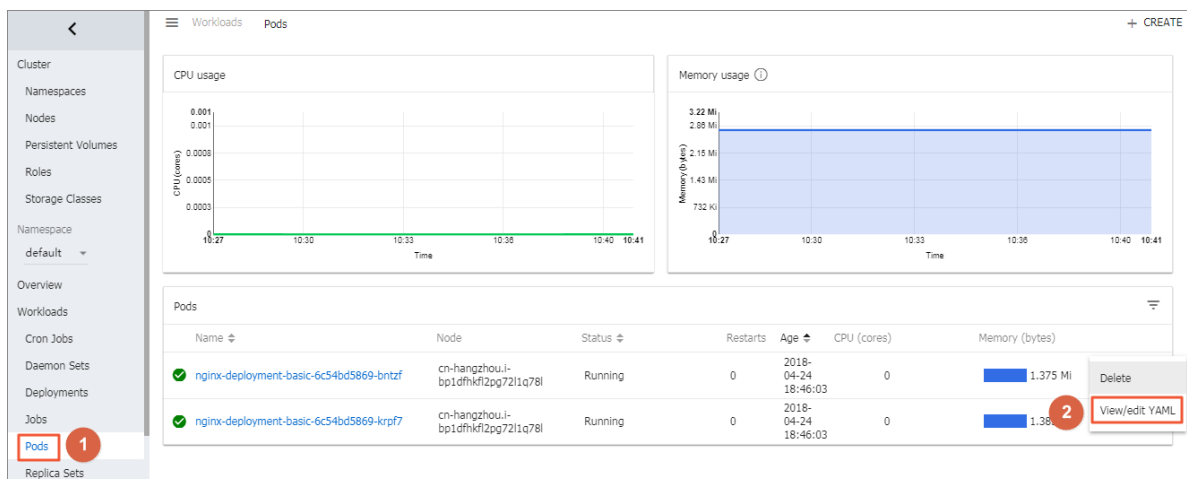 Workloads Pods
+ CREATE
Cluster
Namespaces
Nodes
Persistent Volumes
Roles
Storage Classes
Namespace
default
Overview
Workloads
Cron Jobs
Daemon Sets
Deployments
Jobs
Pods
1
Replica Sets
CPU usage
CPU (cores)
0.001
0.001
0.0008
0.0005
0.0003
0
10:27 10:30 10:33 10:36 10:40 10:41
Time
Memory usage
Memory (bytes)
3.22 Mi
2.86 Mi
2.15 Mi
1.43 Mi
732 Ki
0
10:27 10:30 10:33 10:36 10:40 10:41
Time
Pods
Name Node Status Restarts Age CPU (cores) Memory (bytes)
nginx-deployment-basic-6c54bd5869-bntzf
cn-hangzhou.i-
bp1dfhkfl2pg72l1q78l
Running
0
2018-
04-24
18:46:03
0
1.375 Mi
nginx-deployment-basic-6c54bd5869-krpf7
cn-hangzhou.i-
bp1dfhkfl2pg72l1q78l
Running
0
2018-
04-24
18:46:03
0
Delete
2
View/edit YAML